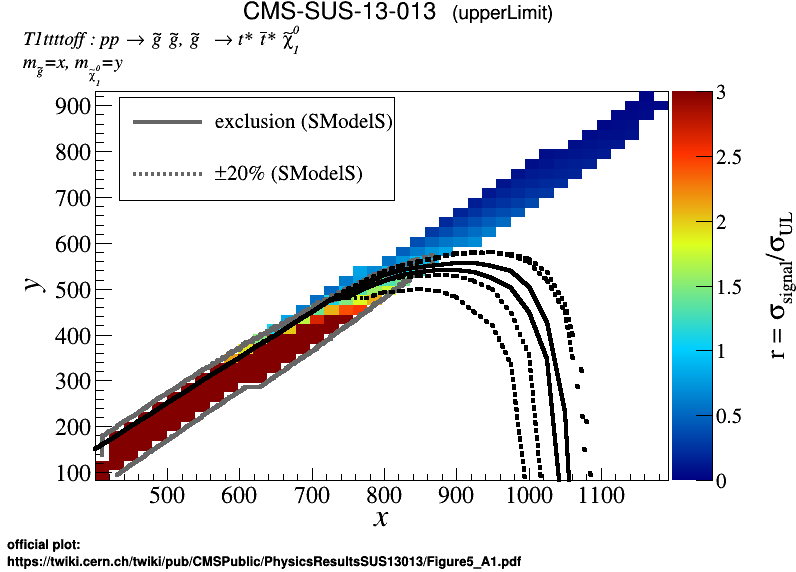 CMS-SUS-13-013 (upperLimit)
T1ttttoff : pp → g̃ g̃, g̃ → t* t̄* χ̃⁰₁
m_g̃=x, m_χ̃⁰₁=y
exclusion (SModelS)
±20% (SModelS)
900
800
700
600
500
400
300
200
100
y
500 600 700 800 900 1000 1100
x
3
2.5
2
1.5
1
0.5
0
r = σ_signal/σ_UL
official plot:
https://twiki.cern.ch/twiki/pub/CMSPublic/PhysicsResultsSUS13013/Figure5_A1.pdf